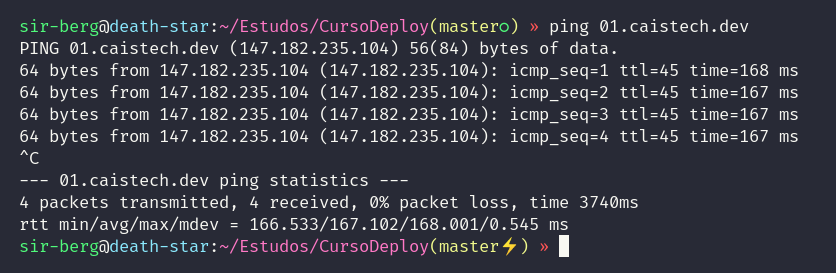 sir-berg@death-star:~/Estudos/CursoDeploy(master○) » ping 01.caistech.dev
PING 01.caistech.dev (147.182.235.104) 56(84) bytes of data.
64 bytes from 147.182.235.104 (147.182.235.104): icmp_seq=1 ttl=45 time=168 ms
64 bytes from 147.182.235.104 (147.182.235.104): icmp_seq=2 ttl=45 time=167 ms
64 bytes from 147.182.235.104 (147.182.235.104): icmp_seq=3 ttl=45 time=167 ms
64 bytes from 147.182.235.104 (147.182.235.104): icmp_seq=4 ttl=45 time=167 ms
^C
--- 01.caistech.dev ping statistics ---
4 packets transmitted, 4 received, 0% packet loss, time 3740ms
rtt min/avg/max/mdev = 166.533/167.102/168.001/0.545 ms
sir-berg@death-star:~/Estudos/CursoDeploy(master⚡) »